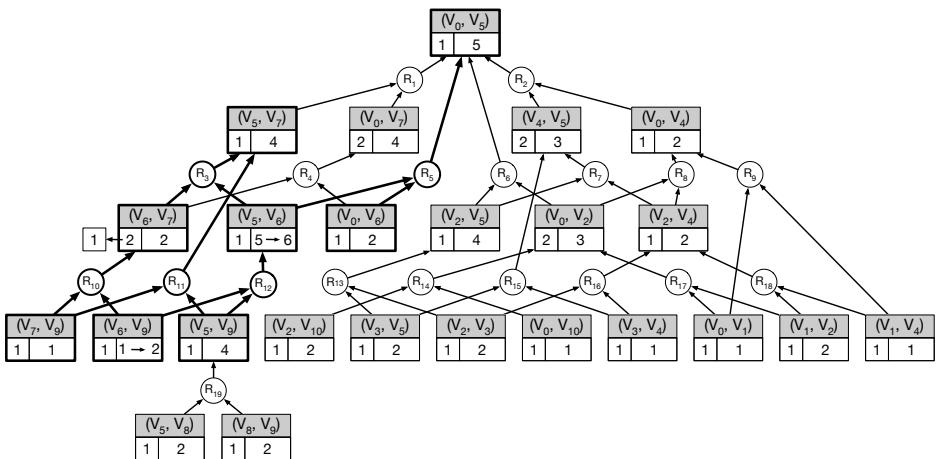 (V0, V5)
1 5
R1 R2
(V5, V7) (V0, V7) (V4, V5) (V0, V4)
1 4 2 4 2 3 1 2
R3 R4 R5 R6 R7 R8 R9
(V6, V7) (V5, V6) (V0, V6) (V2, V5) (V0, V2) (V2, V4)
1 ← 2 2 1 5 → 6 1 2 1 4 2 3 1 2
R10 R11 R12 R13 R14 R15 R16 R17 R18
(V7, V9) (V6, V9) (V5, V9) (V2, V10) (V3, V5) (V2, V3) (V0, V10) (V3, V4) (V0, V1) (V1, V2) (V1, V4)
1 1 1 1 → 2 1 4 1 2 1 2 1 2 1 1 1 1 1 1 1 2 1 1
R19
(V5, V8) (V8, V9)
1 2 1 2